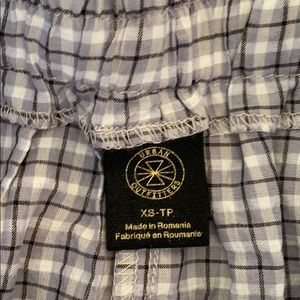 URBAN
OUTFITTERS
XS-TP
Made in Romania
Fabriqué en Roumanie